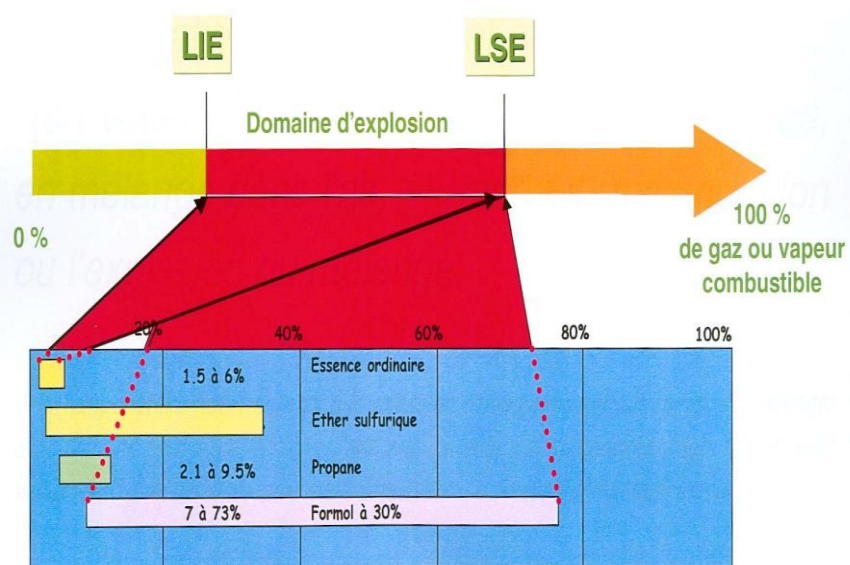 LIE
LSE
Domaine d'explosion
0 %
100 %
de gaz ou vapeur
combustible
20%
40%
60%
80%
100%
1.5 à 6%
Essence ordinaire
Ether sulfurique
2.1 à 9.5%
Propane
7 à 73%
Formol à 30%